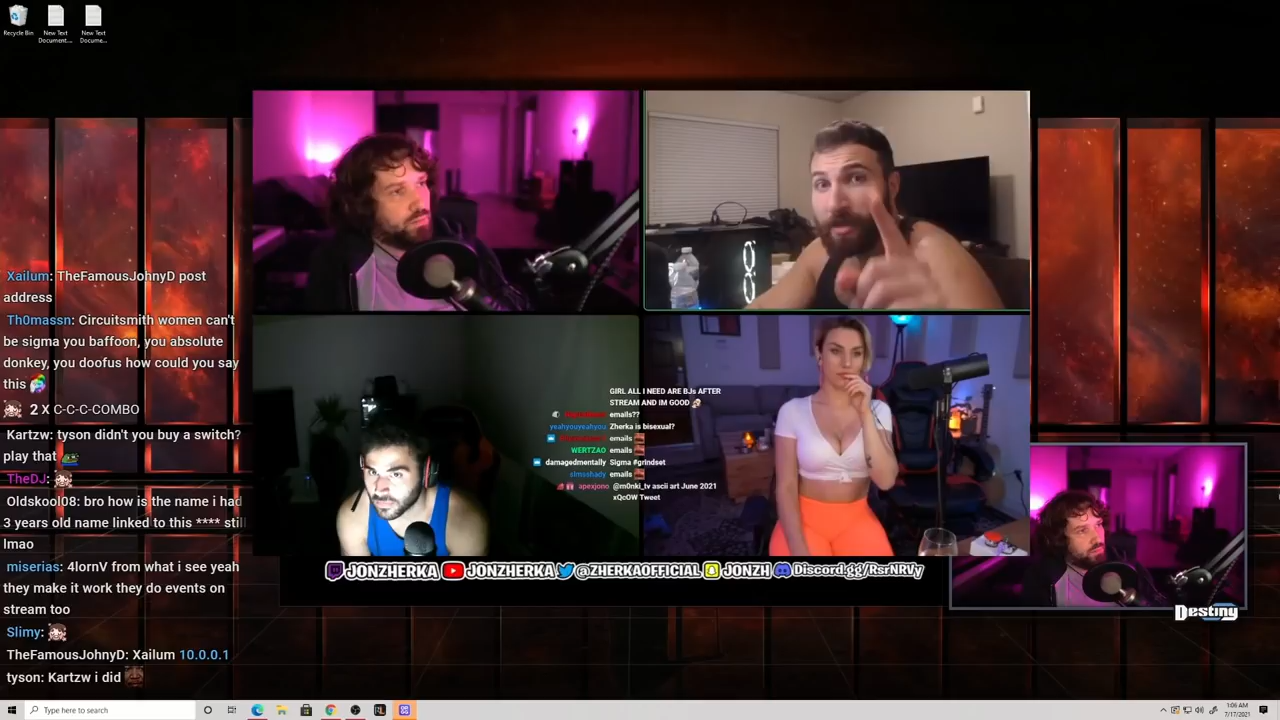 Recycle Bin
New Text
Document...
New Text
Docume...
Xailum: TheFamousJohnyD post
address
Th0massn: Circuitsmith women can't
be sigma you baffoon, you absolute
donkey, you doofus how could you say
this
2 X C-C-C-COMBO
Kartzw: tyson didn't you buy a switch?
play that
TheDJ:
Oldskool08: bro how is the name i had
3 years old name linked to this **** still
lmao
miserias: 4lornV from what i see yeah
they make it work they do events on
stream too
Slimy:
TheFamousJohnyD: Xailum 10.0.0.1
tyson: Kartzw i did
GIRL ALL I NEED ARE BJs AFTER
STREAM AND IM GOOD
emails??
yeahyouyeahyou Zherka is bisexual?
emails
WERTZAO emails
damagedmentally Sigma #grindset
slmsshady emails
apexjono @m0nki_tv ascii art June 2021
xQcOW Tweet
JONZHERKA JONZHERKA @ZHERKAOFFICIAL JONZH Discord.gg/RsrNRVy
Destiny
Type here to search
1:06 AM
7/17/2021